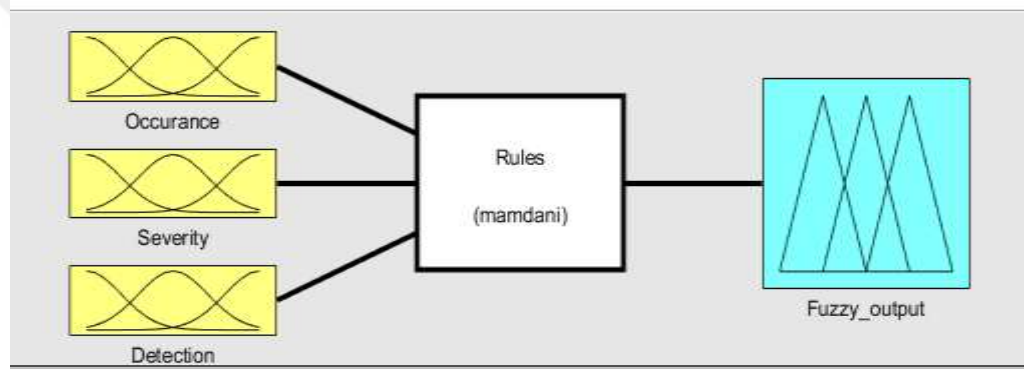 Occurance
Severity
Detection
Rules
(mamdani)
Fuzzy_output